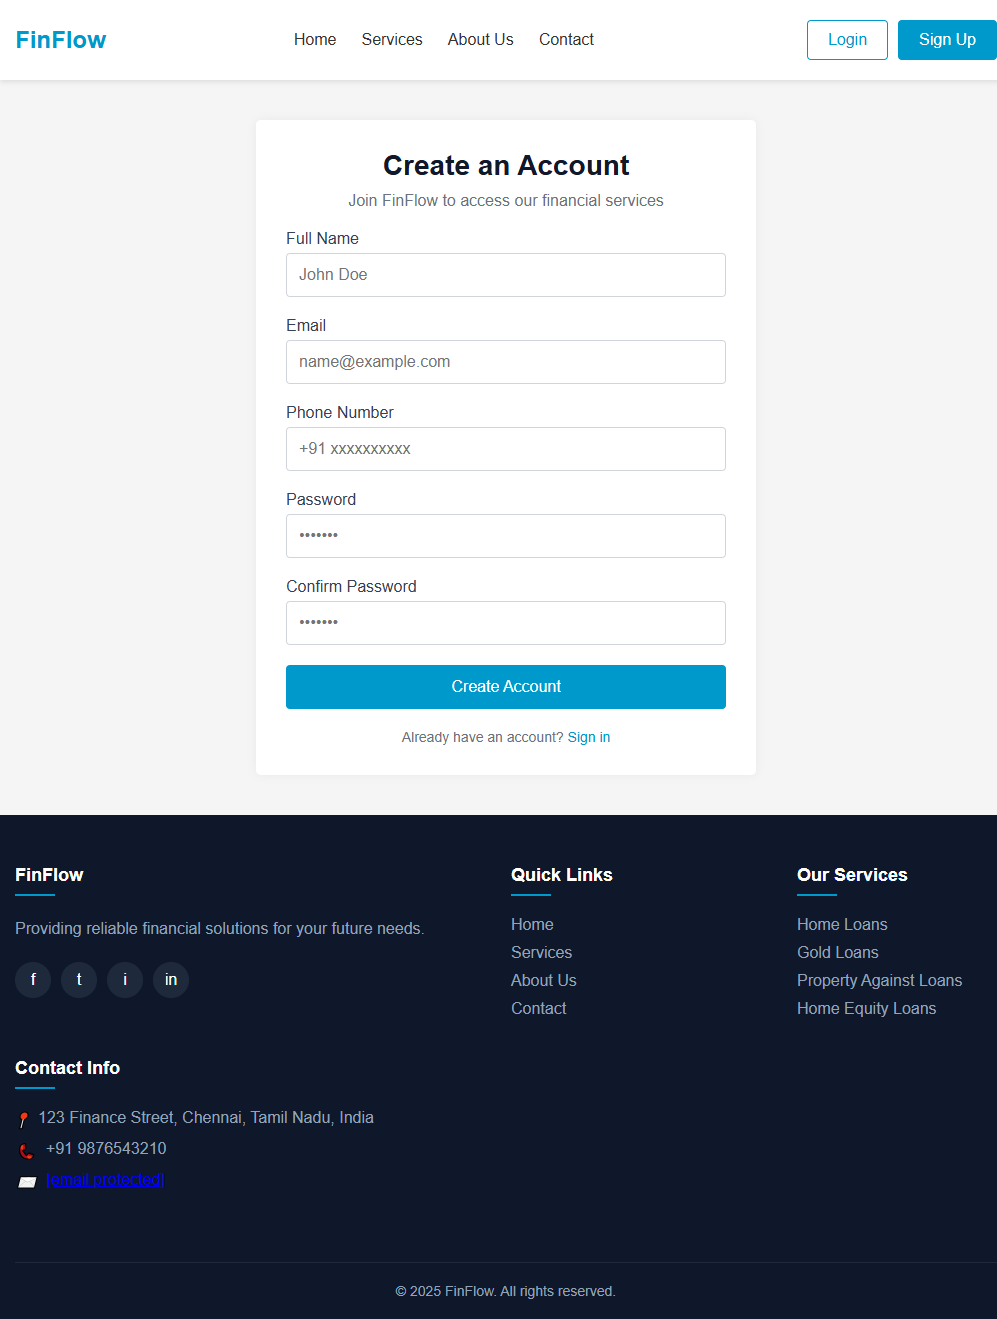 FinFlow
Home Services About Us Contact
Login Sign Up
Create an Account
Join FinFlow to access our financial services
Full Name
John Doe
Email
name@example.com
Phone Number
+91 xxxxxxxxxx
Password
•••••••
Confirm Password
•••••••
Create Account
Already have an account? Sign in
FinFlow
Providing reliable financial solutions for your future needs.
f t i in
Quick Links
Home
Services
About Us
Contact
Our Services
Home Loans
Gold Loans
Property Against Loans
Home Equity Loans
Contact Info
123 Finance Street, Chennai, Tamil Nadu, India
+91 9876543210
[email protected]
© 2025 FinFlow. All rights reserved.